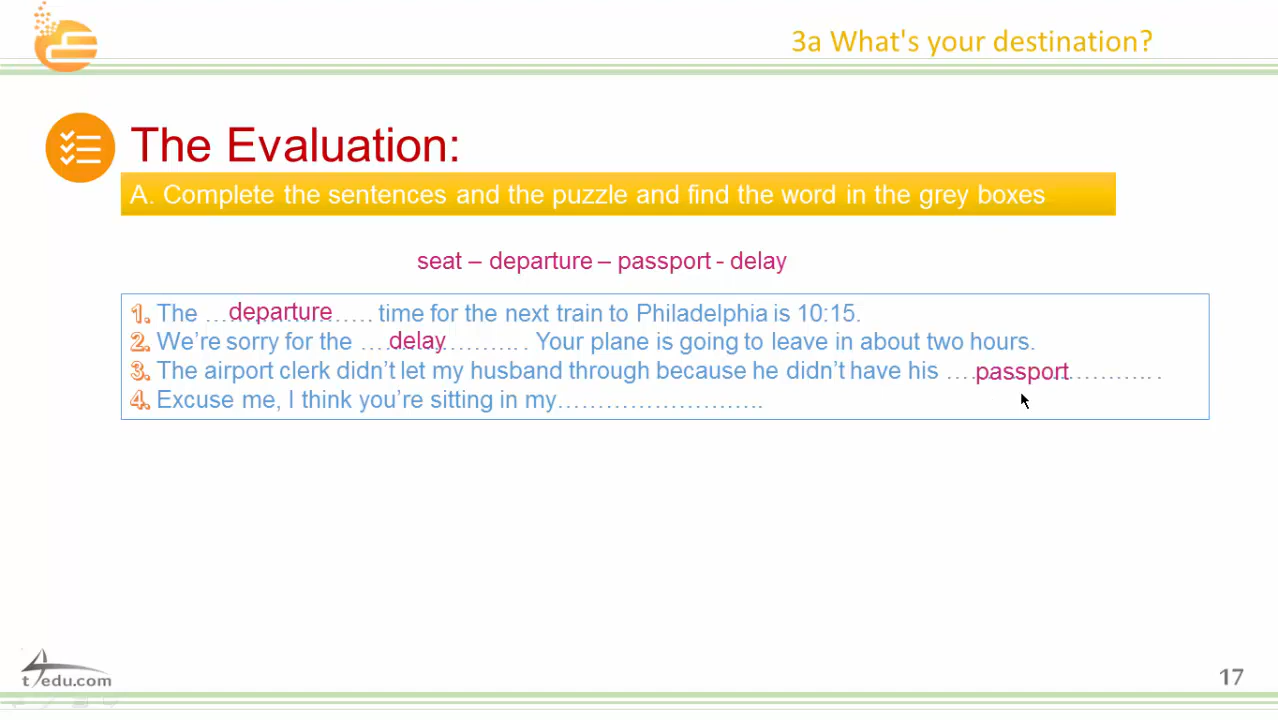 3a What's your destination?
The Evaluation:
A. Complete the sentences and the puzzle and find the word in the grey boxes
seat – departure – passport - delay
1. The ... departure ..... time for the next train to Philadelphia is 10:15.
2. We're sorry for the ... delay ......... . Your plane is going to leave in about two hours.
3. The airport clerk didn't let my husband through because he didn't have his ... passport ........... .
4. Excuse me, I think you're sitting in my..........................
t4edu.com
17